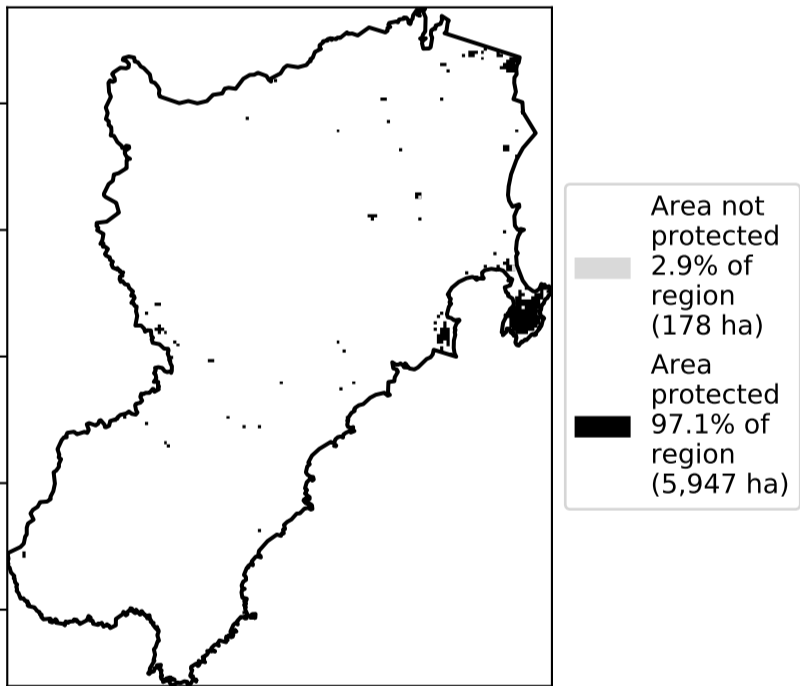 Area not
protected
2.9% of
region
(178 ha)
Area
protected
97.1% of
region
(5,947 ha)